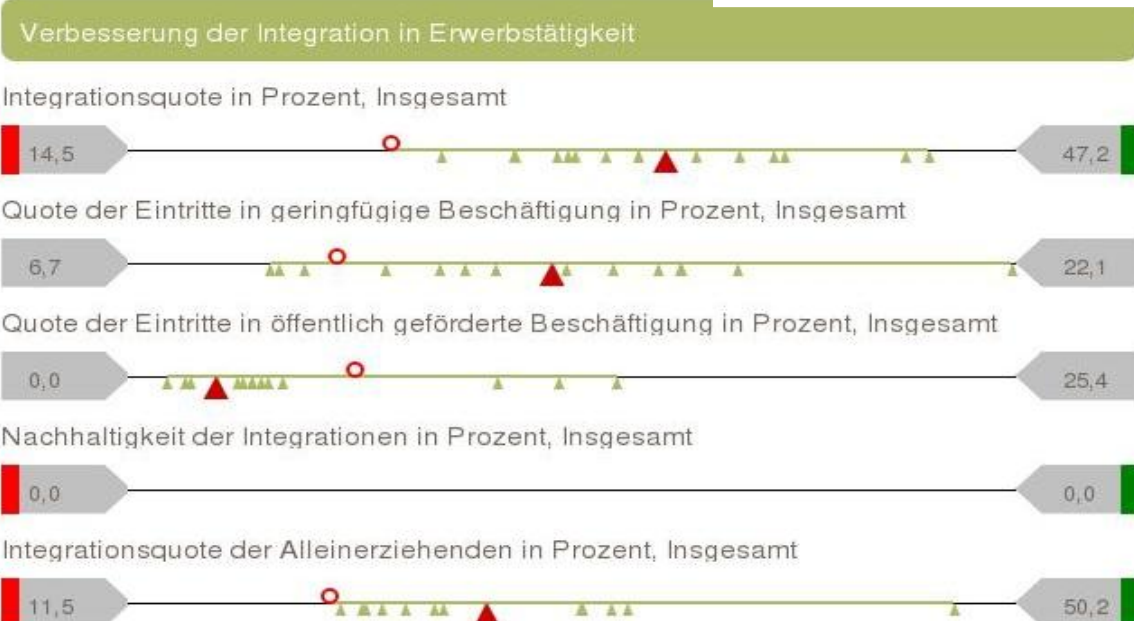 Verbesserung der Integration in Erwerbstätigkeit
Integrationsquote in Prozent, Insgesamt
14,5 47,2
Quote der Eintritte in geringfügige Beschäftigung in Prozent, Insgesamt
6,7 22,1
Quote der Eintritte in öffentlich geförderte Beschäftigung in Prozent, Insgesamt
0,0 25,4
Nachhaltigkeit der Integrationen in Prozent, Insgesamt
0,0 0,0
Integrationsquote der Alleinerziehenden in Prozent, Insgesamt
11,5 50,2